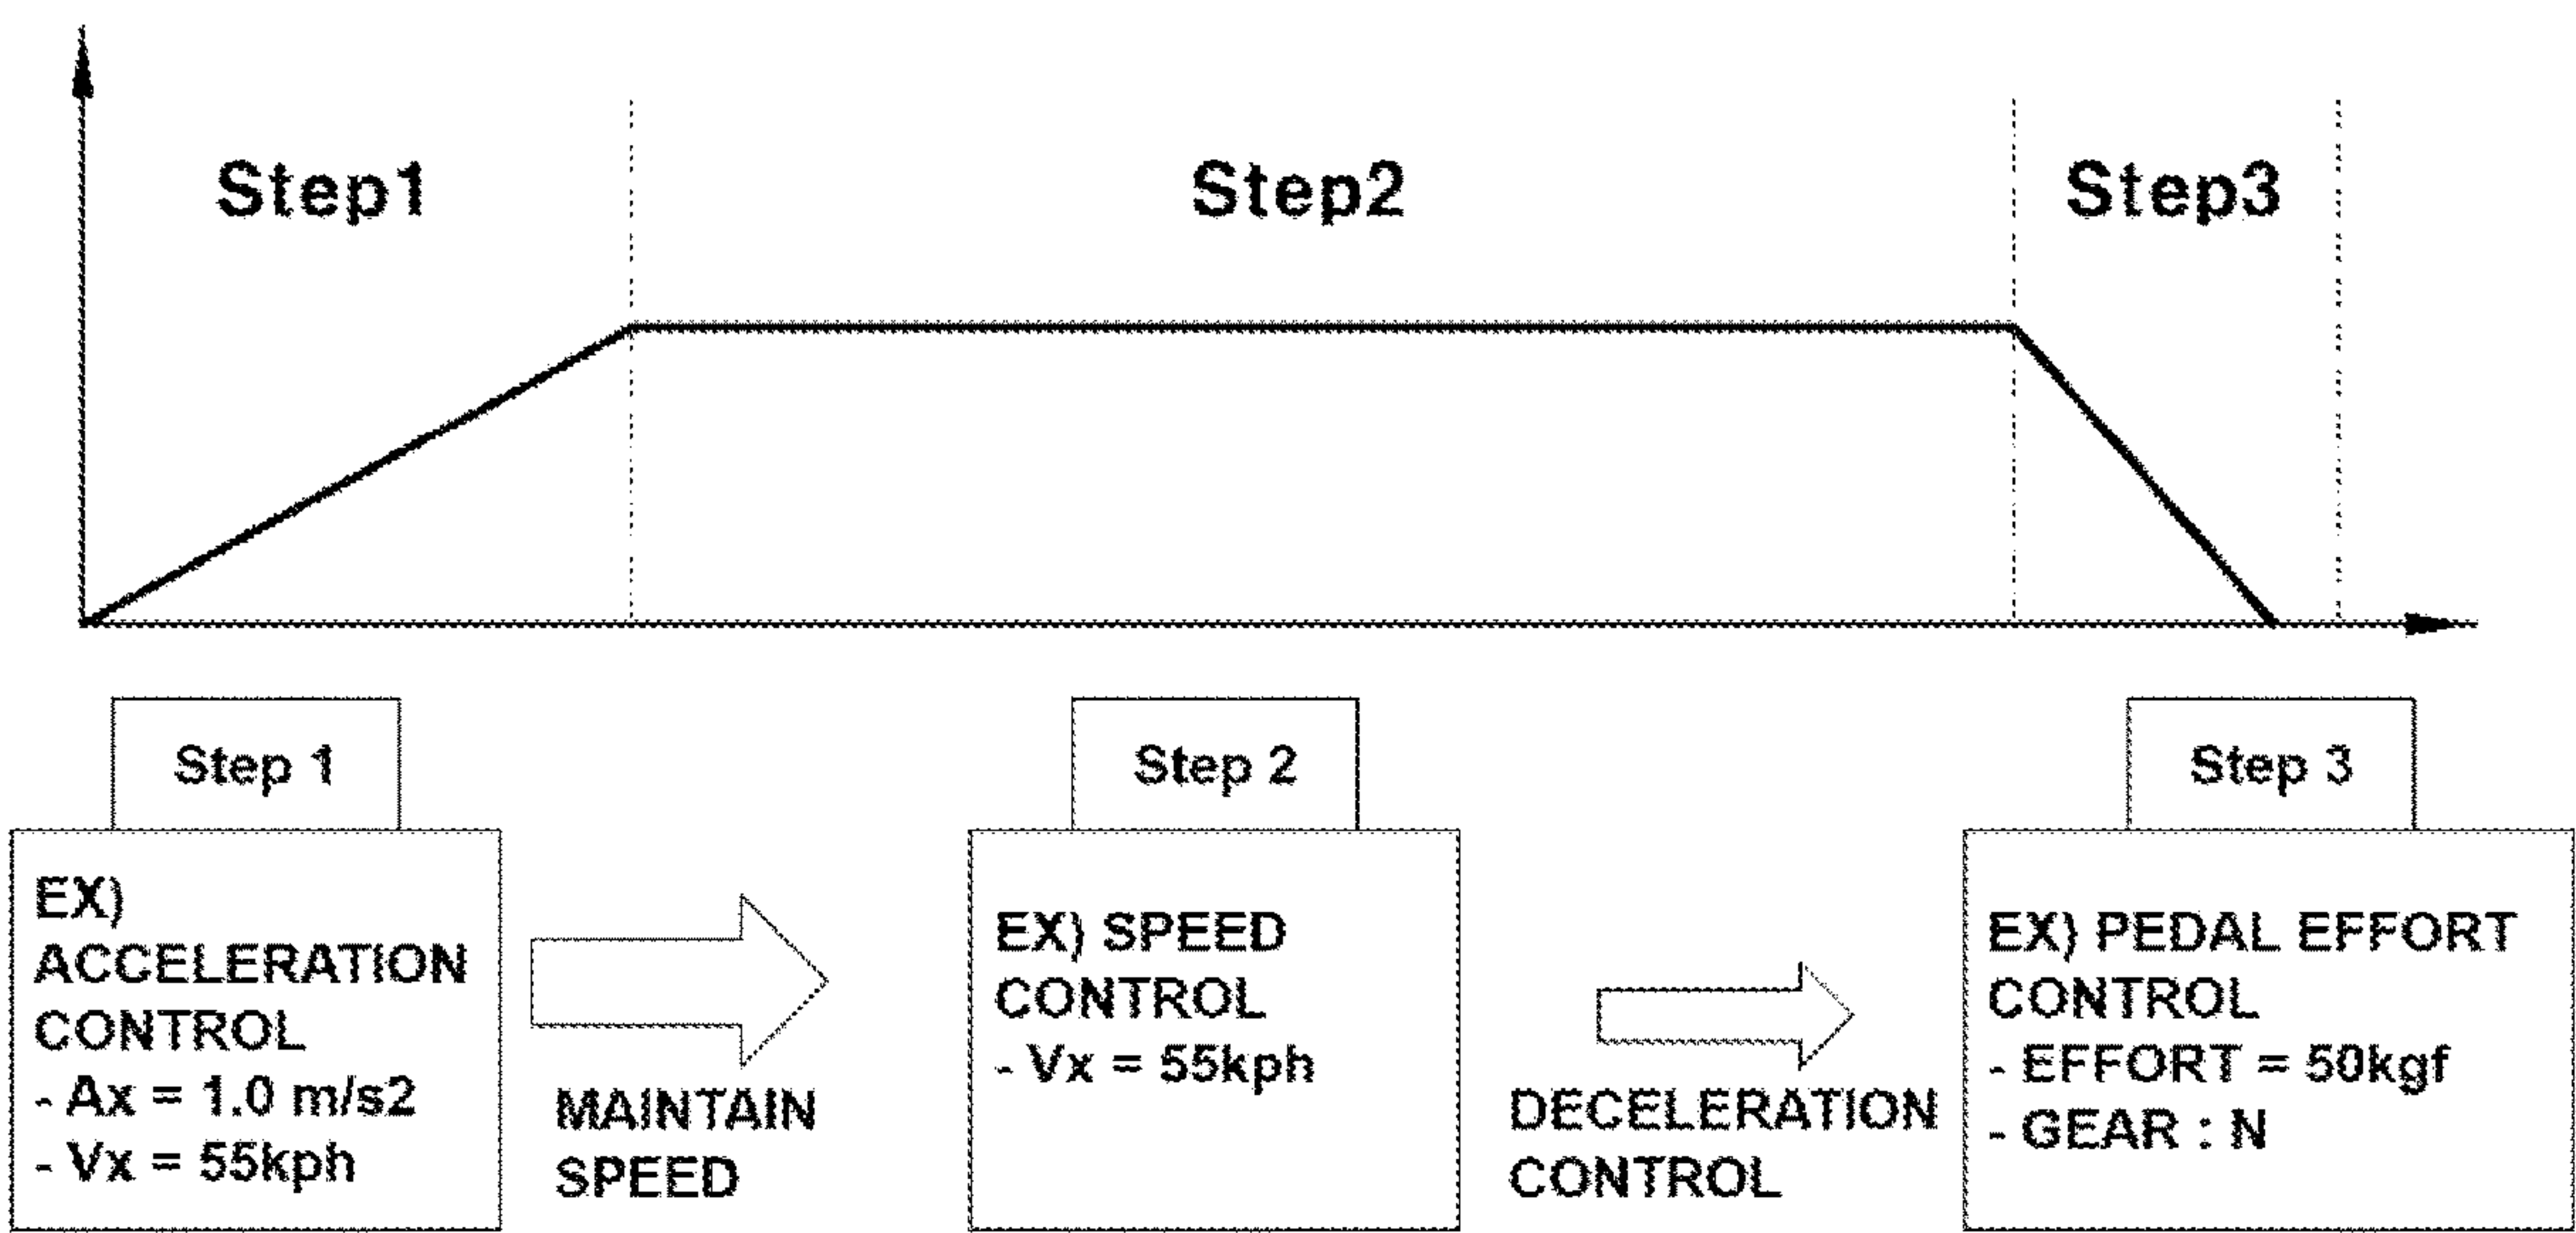 Step1
Step2
Step3
Step 1
Step 2
Step 3
EX)
ACCELERATION
CONTROL
- Ax = 1.0 m/s2
- Vx = 55kph
MAINTAIN
SPEED
EX) SPEED
CONTROL
- Vx = 55kph
DECELERATION
CONTROL
EX) PEDAL EFFORT
CONTROL
- EFFORT = 50kgf
- GEAR : N